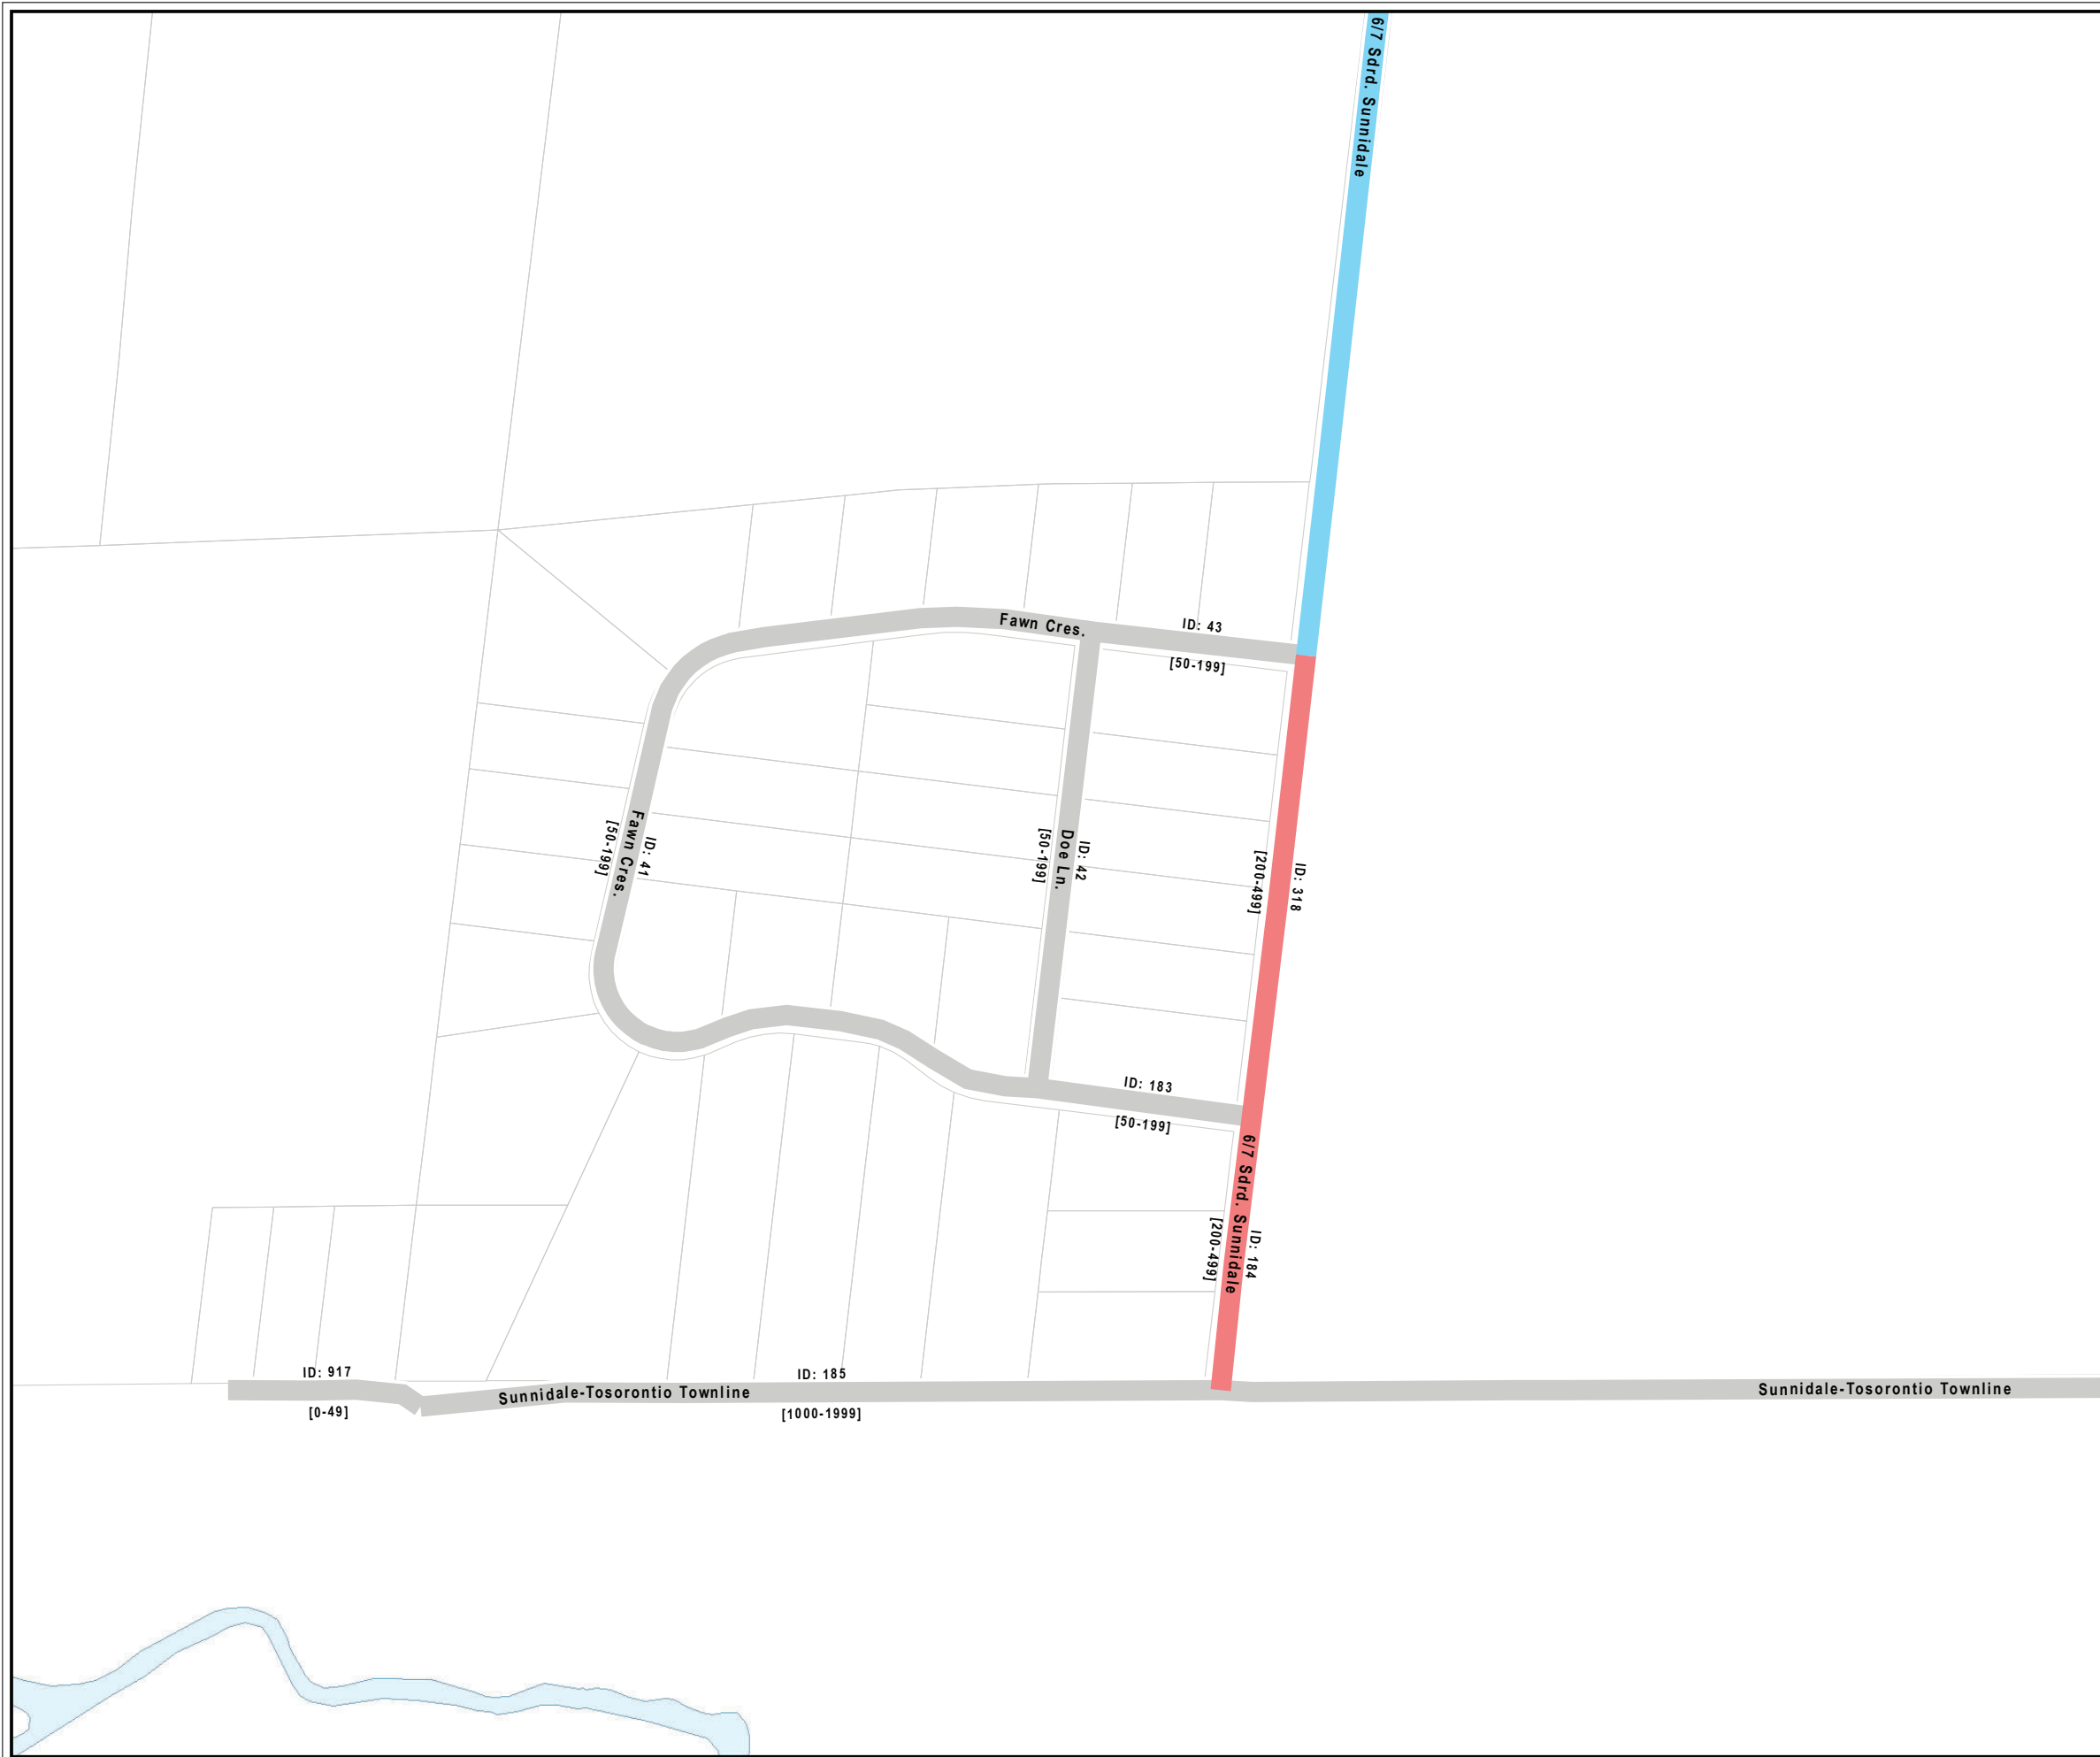 6/7 Sdrd. Sunnidale
Fawn Cres.
ID: 43
[50-199]
Fawn Cres.
ID: 41
[50-199]
Doe Ln.
ID: 42
[50-199]
ID: 318
[200-499]
ID: 183
[50-199]
6/7 Sdrd. Sunnidale
ID: 184
[200-499]
ID: 917
[0-49]
ID: 185
Sunnidale-Tosorontio Townline
[1000-1999]
Sunnidale-Tosorontio Townline